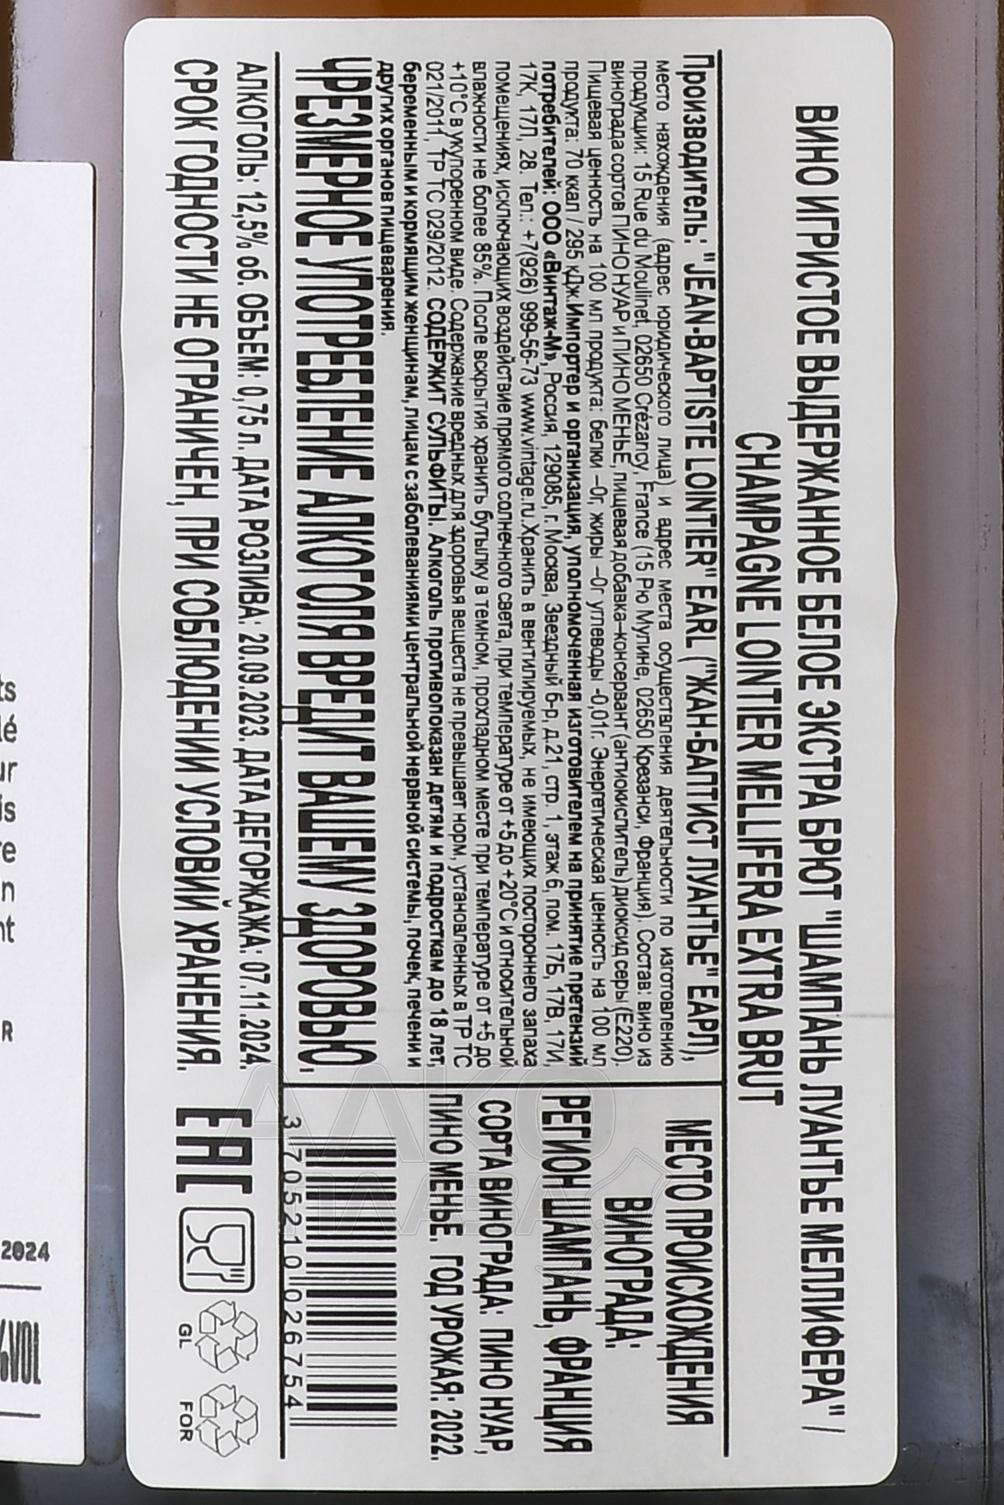 ВИНО ИГРИСТОЕ ВЫДЕРЖАННОЕ БЕЛОЕ ЭКСТРА БРЮТ "ШАМПАНЬ ЛУАНТЬЕ МЕЛЛИФЕРА" /
CHAMPAGNE LOINTIER MELLIFERA EXTRA BRUT
Производитель: "JEAN-BAPTISTE LOINTIER" EARL ("ЖАН-БАПТИСТ ЛУАНТЬЕ" ЕАРЛ),
место нахождения (адрес юридического лица) и адрес места осуществления деятельности по изготовлению
продукции: 15 Rue du Moulinet, 02650 Crézancy, France (15 Рю Мулине, 02650 Крезанси, Франция). Состав: вино из
винограда сортов ПИНО НУАР и ПИНО МЕНЬЕ, пищевая добавка–консервант (антиокислитель) диоксид серы (Е220).
Пищевая ценность на 100 мл продукта: белки –0г, жиры –0г углеводы -0,01г. Энергетическая ценность на 100 мл
продукта: 70 ккал / 295 кДж.Импортер и организация, уполномоченная изготовителем на принятие претензий
потребителей: ООО «Винтаж-М», Россия, 129085, г. Москва, Звездный б-р, д.21, стр. 1, этаж 6, пом. 17Б, 17В, 17И,
17К, 17Л, 28. Тел.: +7(926) 999-56-73 www.vintage.ru.Хранить в вентилируемых, не имеющих постороннего запаха
помещениях, исключающих воздействие прямого солнечного света, при температуре от +5 до +20°С и относительной
влажности не более 85%. После вскрытия хранить бутылку в темном, прохладном месте при температуре от +5 до
+10°С в укупоренном виде. Содержание вредных для здоровья веществ не превышает норм, установленных в ТР ТС
021/2011, ТР ТС 029/2012. СОДЕРЖИТ СУЛЬФИТЫ. Алкоголь противопоказан детям и подросткам до 18 лет,
беременным и кормящим женщинам, лицам с заболеваниями центральной нервной системы, почек, печени и
других органов пищеварения.
ЧРЕЗМЕРНОЕ УПОТРЕБЛЕНИЕ АЛКОГОЛЯ ВРЕДИТ ВАШЕМУ ЗДОРОВЬЮ.
АЛКОГОЛЬ: 12,5% об. ОБЪЕМ: 0,75 л. ДАТА РОЗЛИВА: 20.09.2023. ДАТА ДЕГОРЖАЖА: 07.11.2024.
СРОК ГОДНОСТИ НЕ ОГРАНИЧЕН, ПРИ СОБЛЮДЕНИИ УСЛОВИЙ ХРАНЕНИЯ.
МЕСТО ПРОИСХОЖДЕНИЯ
ВИНОГРАДА:
РЕГИОН ШАМПАНЬ, ФРАНЦИЯ
СОРТА ВИНОГРАДА: ПИНО НУАР,
ПИНО МЕНЬЕ. ГОД УРОЖАЯ: 2022.
3 705210 026754
EAC
GL
FOR
2024
%VOL